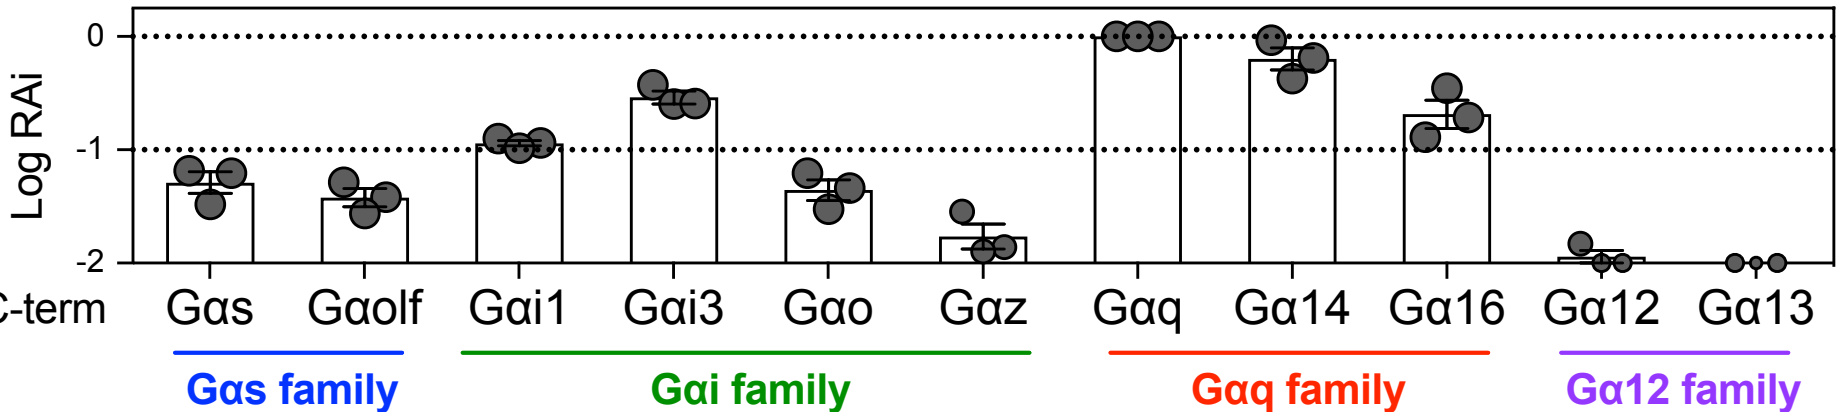 Log RAi
0
-1
-2
C-term Gαs Gαolf Gαi1 Gαi3 Gαo Gαz Gαq Gα14 Gα16 Gα12 Gα13
Gαs family Gαi family Gαq family Gα12 family